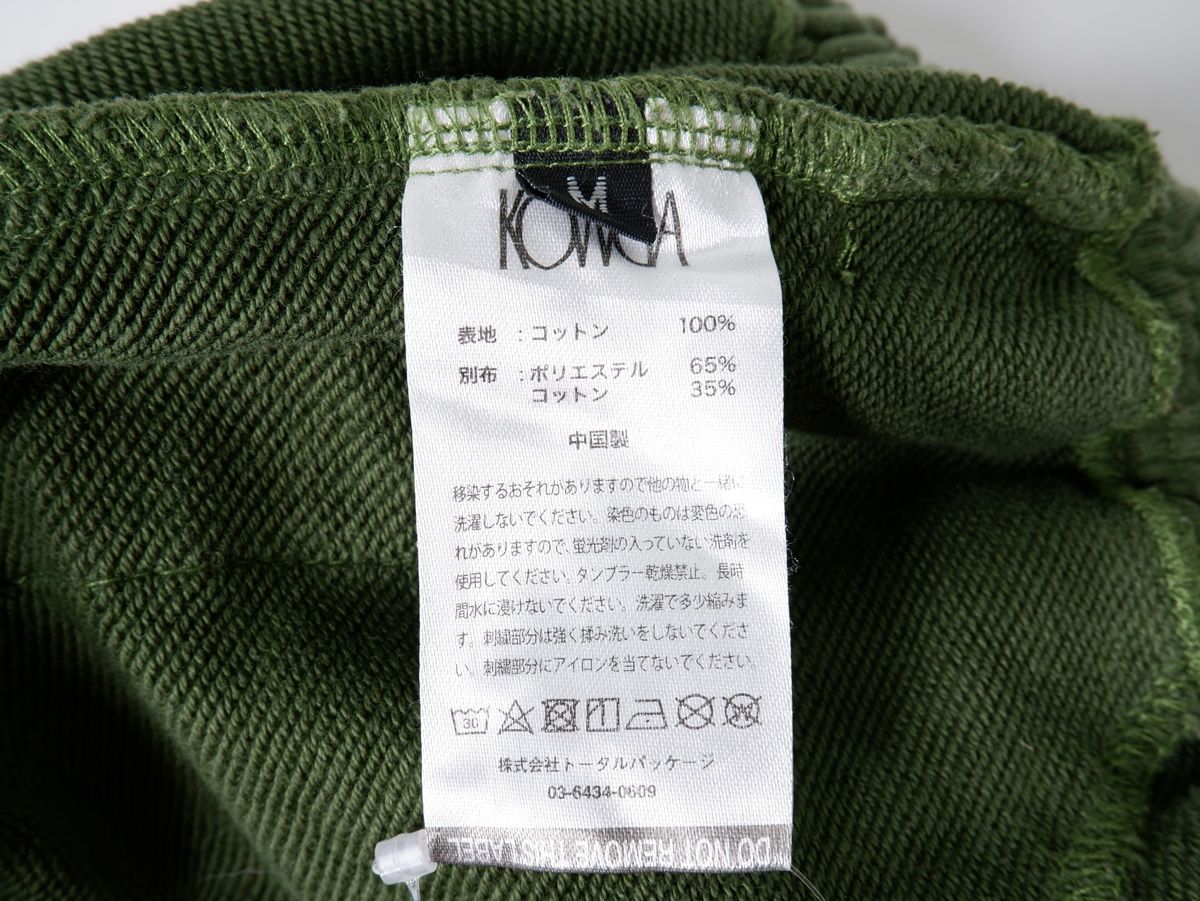 M
KOWGA
表地 : コットン 100%
別布 : ポリエステル 65%
コットン 35%
中国製
移染するおそれがありますので他の物と一緒に
洗濯しないでください。染色のものは変色の恐
れがありますので、蛍光剤の入っていない洗剤を
使用してください。タンブラー乾燥禁止。長時
間水に浸けないでください。洗濯で多少縮みま
す。刺繍部分は強く揉み洗いをしないでくださ
い。刺繍部分にアイロンを当てないでください。
30
株式会社トータルパッケージ
03-6434-0609
DO NOT REMOVE THIS LABEL